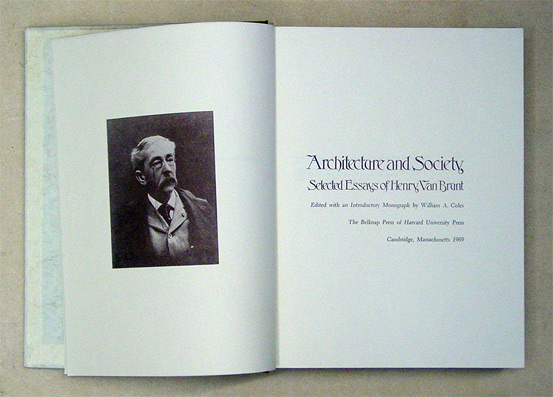 Architecture and Society
Selected Essays of Henry Van Brunt
Edited with an Introductory Monograph by William A. Coles
The Belknap Press of Harvard University Press
Cambridge, Massachusetts 1969